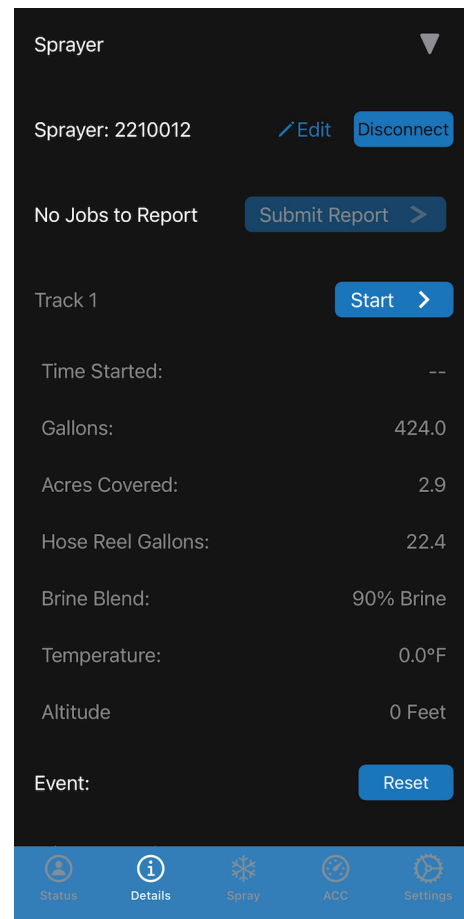 Sprayer
Sprayer: 2210012 Edit Disconnect
No Jobs to Report Submit Report
Track 1 Start
Time Started: --
Gallons: 424.0
Acres Covered: 2.9
Hose Reel Gallons: 22.4
Brine Blend: 90% Brine
Temperature: 0.0°F
Altitude 0 Feet
Event: Reset
Status Details Spray ACC Settings